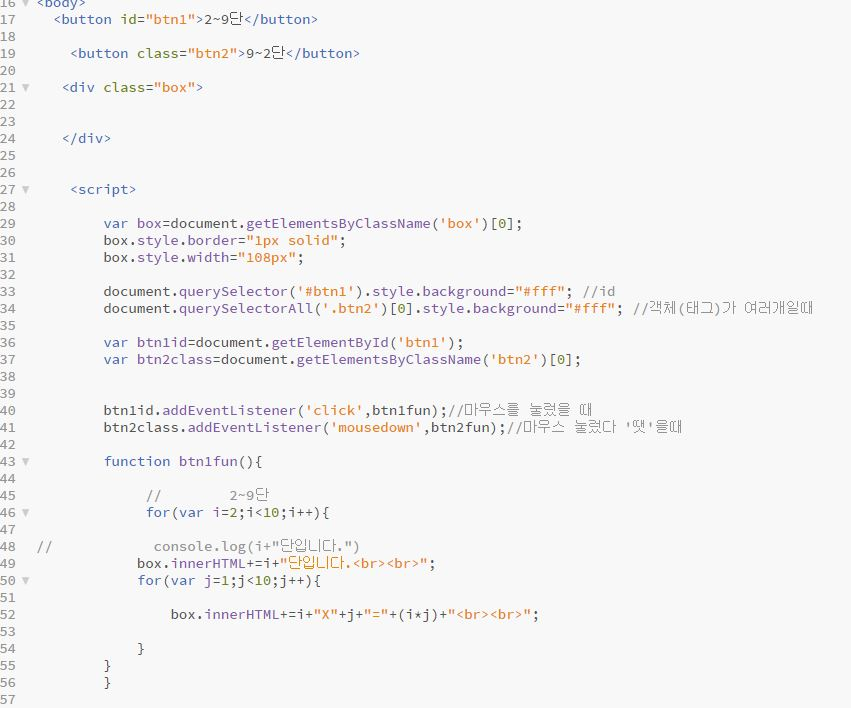 16 <body>
17 <button id="btn1">2~9단</button>
18
19 <button class="btn2">9~2단</button>
20
21 <div class="box">
22
23
24 </div>
25
26
27 <script>
28
29 var box=document.getElementsByClassName('box')[0];
30 box.style.border="1px solid";
31 box.style.width="108px";
32
33 document.querySelector('#btn1').style.background="#fff"; //id
34 document.querySelectorAll('.btn2')[0].style.background="#fff"; //객체(태그)가 여러개일때
35
36 var btn1id=document.getElementById('btn1');
37 var btn2class=document.getElementsByClassName('btn2')[0];
38
39
40 btn1id.addEventListener('click',btn1fun);//마우스를 눌렀을 때
41 btn2class.addEventListener('mousedown',btn2fun);//마우스 눌렀다 '땟'을때
42
43 function btn1fun(){
44
45 // 2~9단
46 for(var i=2;i<10;i++){
47
48 // console.log(i+"단입니다.")
49 box.innerHTML+=i+"단입니다.<br><br>";
50 for(var j=1;j<10;j++){
51
52 box.innerHTML+=i+"X"+j+"="+(i*j)+"<br><br>";
53
54 }
55 }
56 }
57